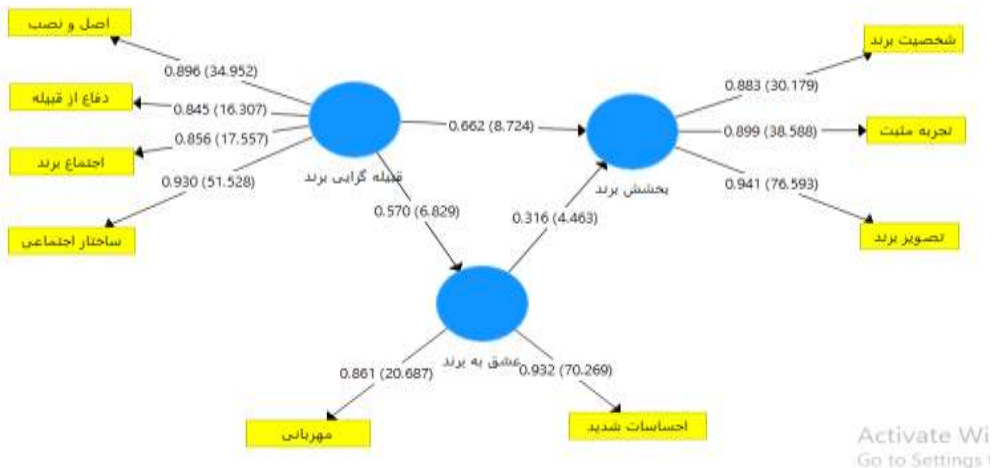 اصل و نصب
شخصیت برند
0.896 (34.952)
0.883 (30.179)
دفاع از قبیله
0.845 (16.307)
0.662 (8.724)
0.899 (38.588)
تجربه مثبت
0.856 (17.557)
اجتماع برند
قبیله گرایی برند
بخشش برند
0.930 (51.528)
0.941 (76.593)
0.570 (6.829)
0.316 (4.463)
ساختار اجتماعی
تصویز برند
عشق به برند
0.861 (20.687)
0.932 (70.269)
مهربانی
احساسات شدید
Activate Wi
Go to Settings